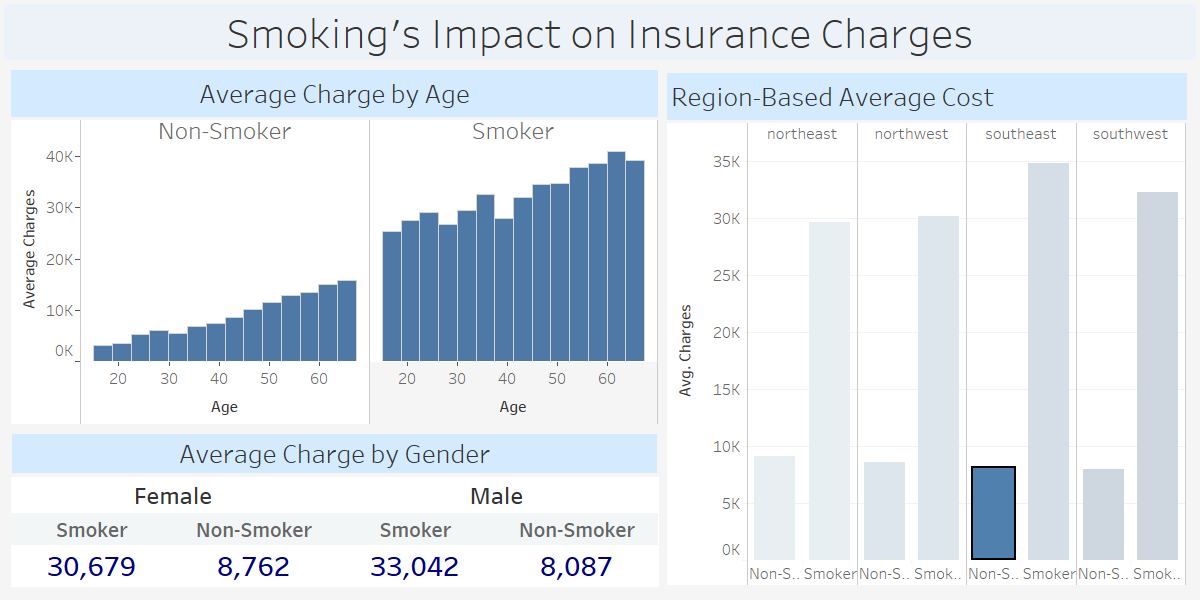 Smoking's Impact on Insurance Charges
Average Charge by Age
Non-Smoker Smoker
Average Charges
40K
30K
20K
10K
0K
20 30 40 50 60 20 30 40 50 60
Age Age
Average Charge by Gender
Female Male
Smoker Non-Smoker Smoker Non-Smoker
30,679 8,762 33,042 8,087
Region-Based Average Cost
northeast northwest southeast southwest
Avg. Charges
35K
30K
25K
20K
15K
10K
5K
0K
Non-S.. Smoker Non-S.. Smok.. Non-S.. Smoker Non-S.. Smok..